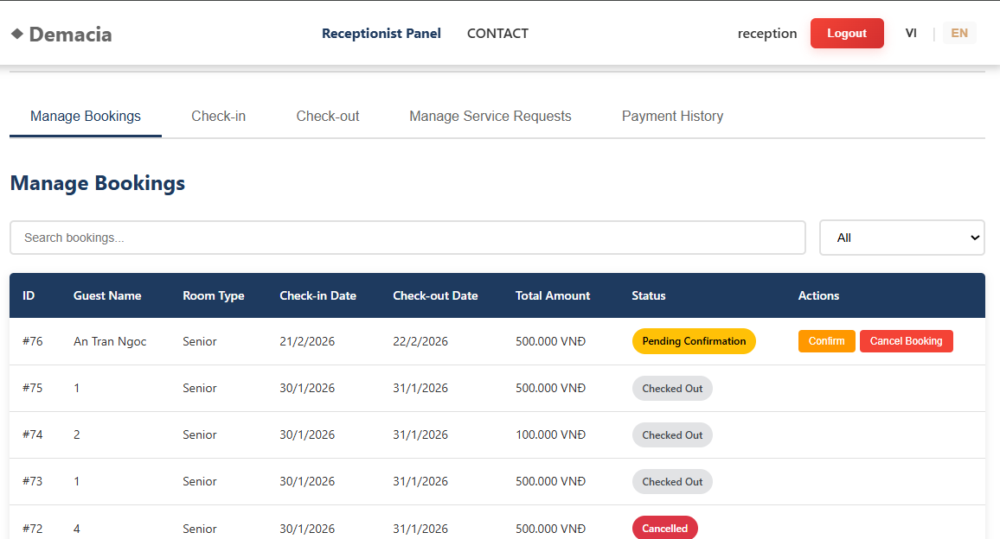 Demacia Receptionist Panel CONTACT reception Logout VI | EN
Manage Bookings Check-in Check-out Manage Service Requests Payment History
Manage Bookings
Search bookings... All
ID Guest Name Room Type Check-in Date Check-out Date Total Amount Status Actions
#76 An Tran Ngoc Senior 21/2/2026 22/2/2026 500.000 VNĐ Pending Confirmation Confirm Cancel Booking
#75 1 Senior 30/1/2026 31/1/2026 500.000 VNĐ Checked Out
#74 2 Senior 30/1/2026 31/1/2026 100.000 VNĐ Checked Out
#73 1 Senior 30/1/2026 31/1/2026 500.000 VNĐ Checked Out
#72 4 Senior 30/1/2026 31/1/2026 500.000 VNĐ Cancelled